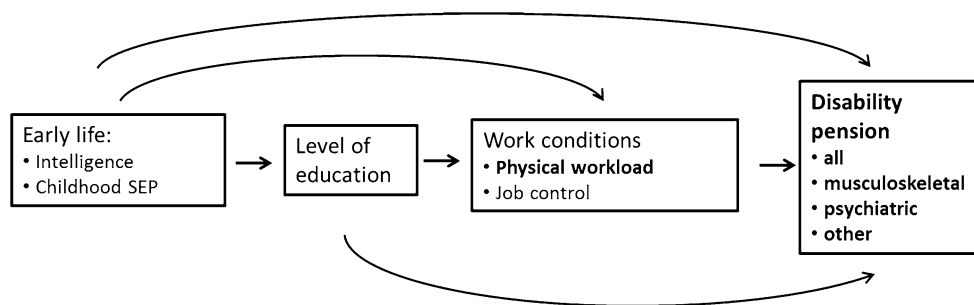 Early life:
• Intelligence
• Childhood SEP
Level of
education
Work conditions
• Physical workload
• Job control
Disability
pension
• all
• musculoskeletal
• psychiatric
• other